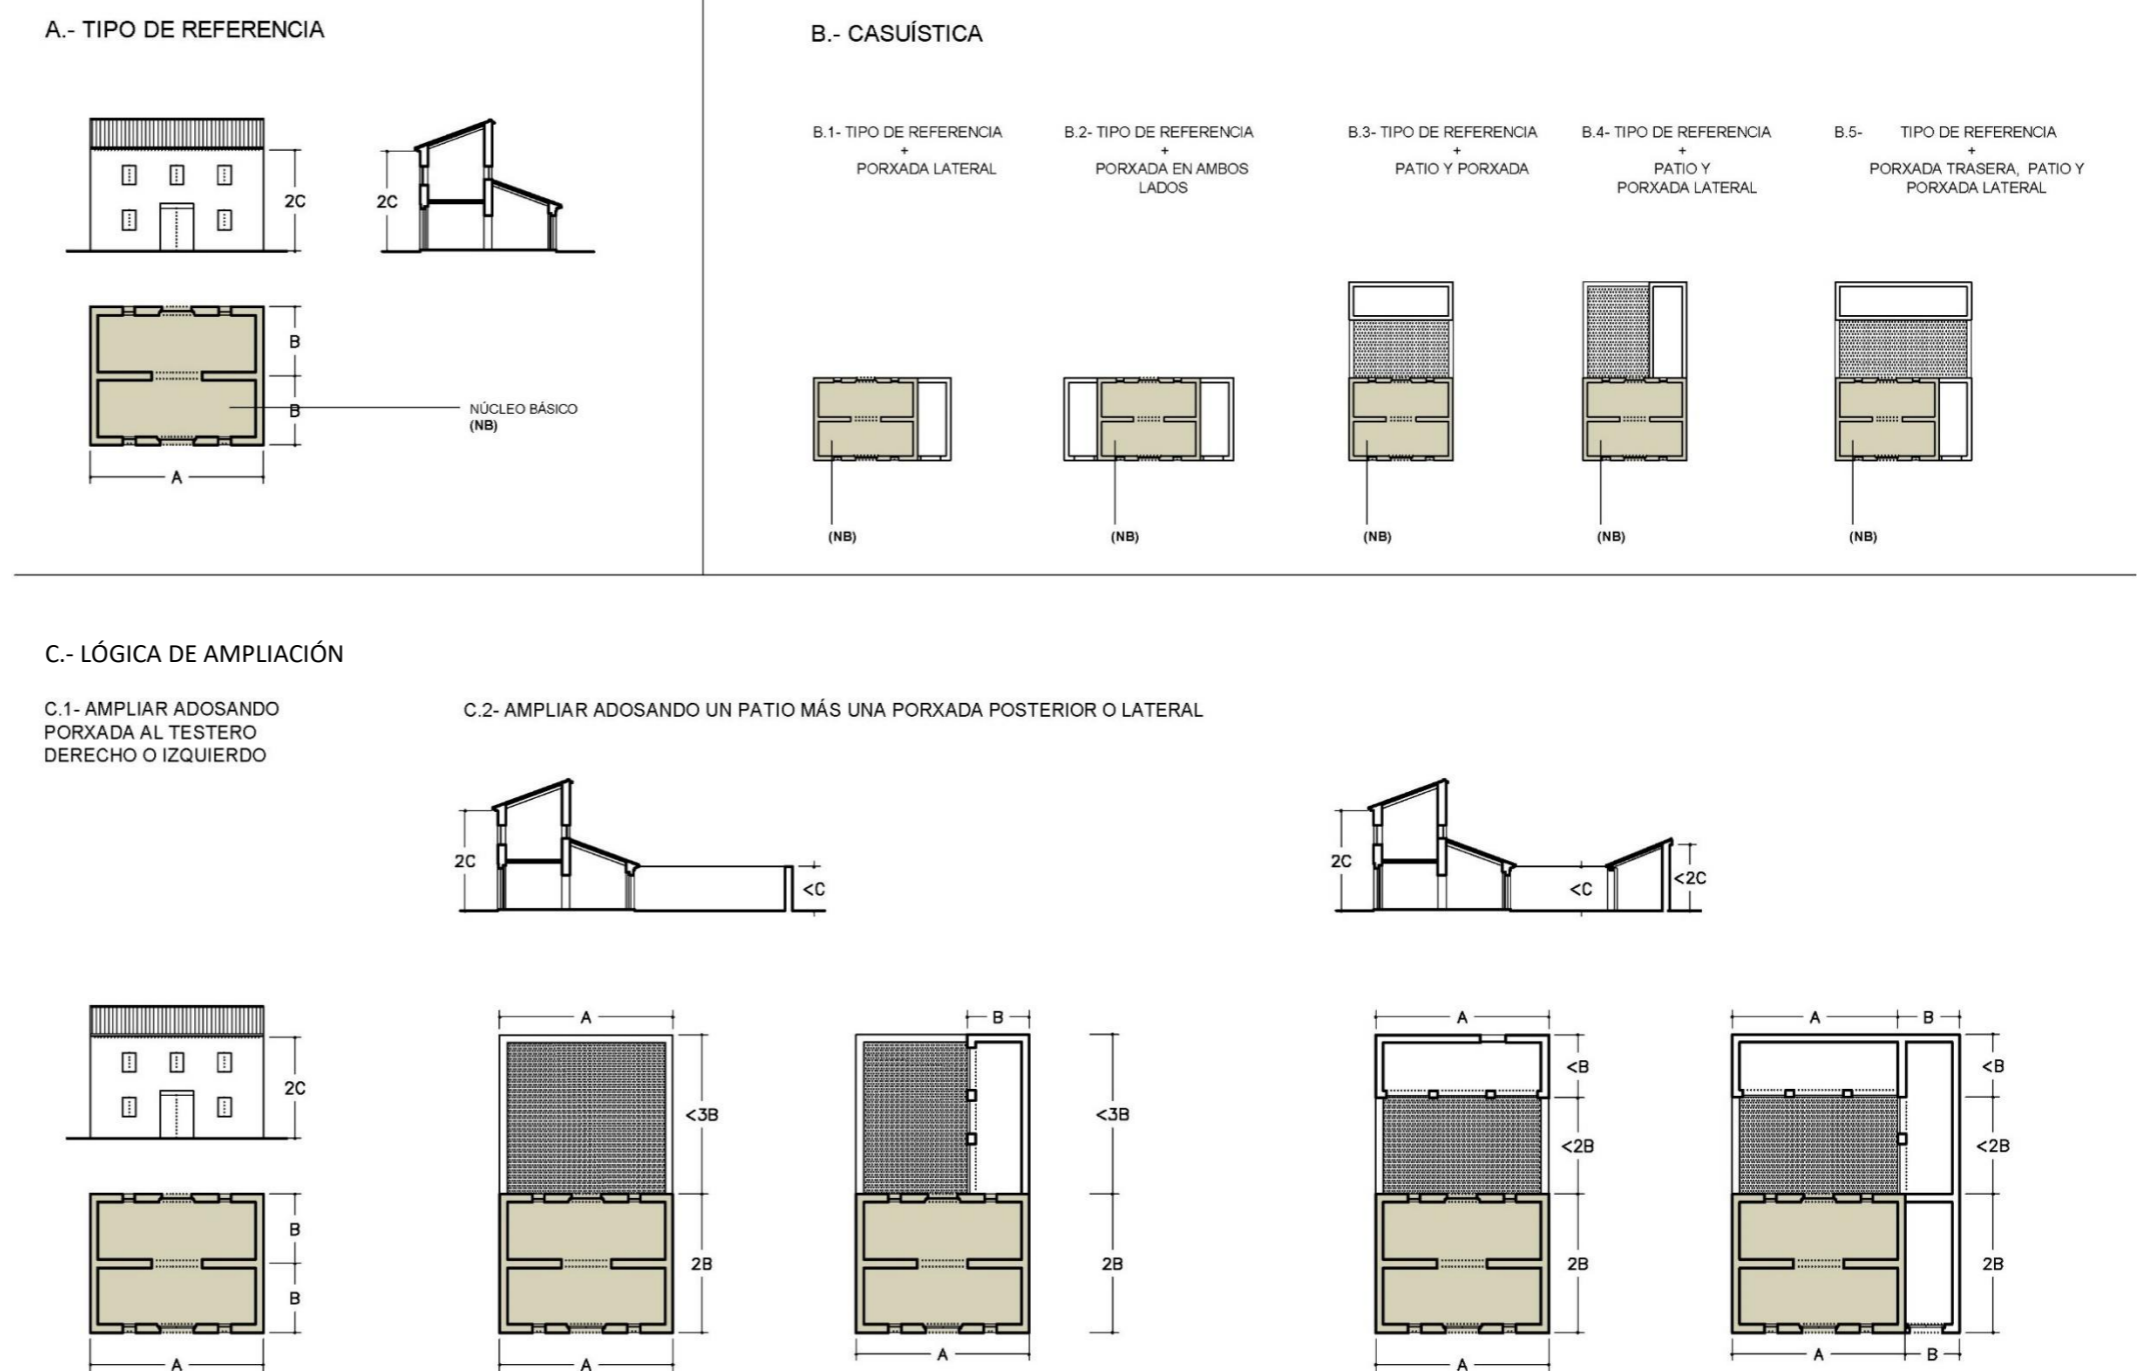 A.- TIPO DE REFERENCIA
2C
2C
B
B
NÚCLEO BÁSICO
(NB)
A
B.- CASUÍSTICA
B.1- TIPO DE REFERENCIA
+
PORXADA LATERAL
(NB)
B.2- TIPO DE REFERENCIA
+
PORXADA EN AMBOS
LADOS
(NB)
B.3- TIPO DE REFERENCIA
+
PATIO Y PORXADA
(NB)
B.4- TIPO DE REFERENCIA
+
PATIO Y
PORXADA LATERAL
(NB)
B.5- TIPO DE REFERENCIA
+
PORXADA TRASERA, PATIO Y
PORXADA LATERAL
(NB)
C.- LÓGICA DE AMPLIACIÓN
C.1- AMPLIAR ADOSANDO
PORXADA AL TESTERO
DERECHO O IZQUIERDO
2C
B
B
A
C.2- AMPLIAR ADOSANDO UN PATIO MÁS UNA PORXADA POSTERIOR O LATERAL
2C
<C
2C
<C
<2C
A
<3B
2B
A
B
<3B
2B
A
A
<B
<2B
2B
A
A
B
<B
<2B
2B
A
B